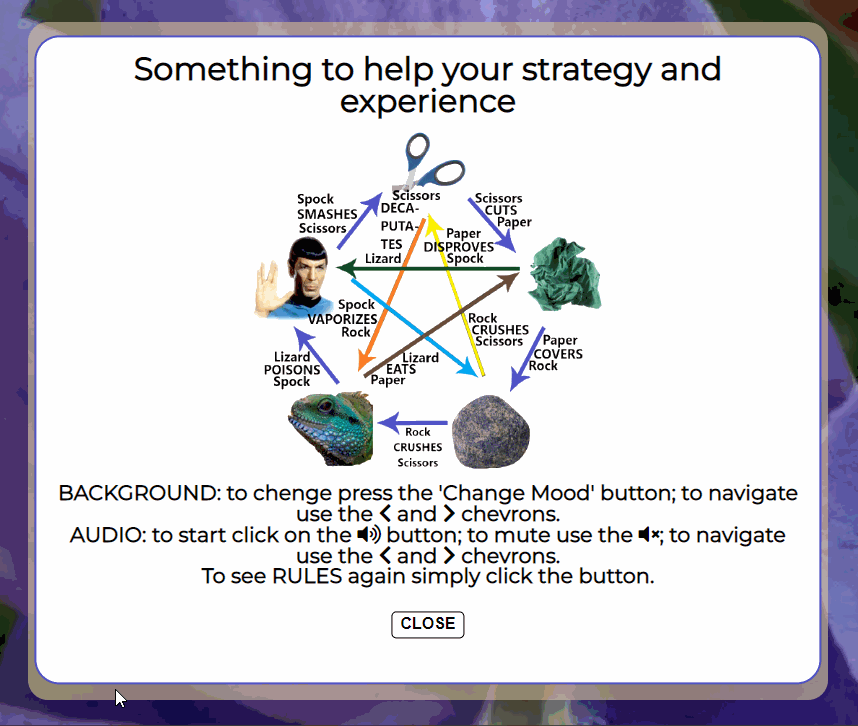 Something to help your strategy and
experience
Scissors
DECA-
PUTA-
TES
Lizard
Spock
SMASHES
Scissors
Scissors
CUTS
Paper
Paper
DISPROVES
Spock
Spock
VAPORIZES
Rock
Rock
CRUSHES
Scissors
Paper
COVERS
Rock
Lizard
POISONS
Spock
Lizard
EATS
Paper
Rock
CRUSHES
Scissors
BACKGROUND: to chenge press the 'Change Mood' button; to navigate
use the < and > chevrons.
AUDIO: to start click on the 🔊 button; to mute use the 🔇; to navigate
use the < and > chevrons.
To see RULES again simply click the button.
CLOSE